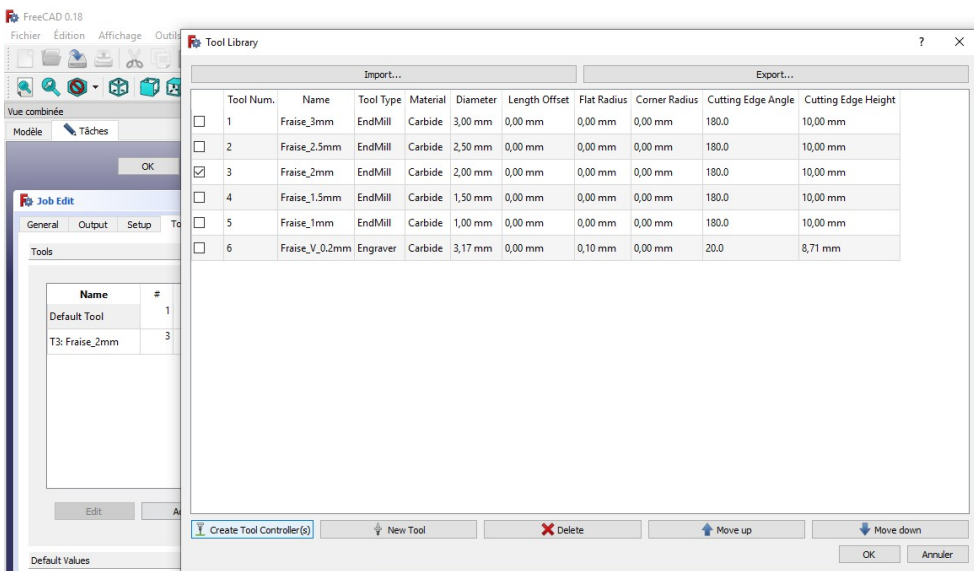 FreeCAD 0.18
Fichier Édition Affichage Outils
Vue combinée
Modèle Tâches
OK
Job Edit
General Output Setup To
Tools
Name #
Default Tool 1
T3: Fraise_2mm 3
Edit A
Default Values
Tool Library ? X
Import... Export...
Tool Num. Name Tool Type Material Diameter Length Offset Flat Radius Corner Radius Cutting Edge Angle Cutting Edge Height
1 Fraise_3mm EndMill Carbide 3,00 mm 0,00 mm 0,00 mm 0,00 mm 180.0 10,00 mm
2 Fraise_2.5mm EndMill Carbide 2,50 mm 0,00 mm 0,00 mm 0,00 mm 180.0 10,00 mm
3 Fraise_2mm EndMill Carbide 2,00 mm 0,00 mm 0,00 mm 0,00 mm 180.0 10,00 mm
4 Fraise_1.5mm EndMill Carbide 1,50 mm 0,00 mm 0,00 mm 0,00 mm 180.0 10,00 mm
5 Fraise_1mm EndMill Carbide 1,00 mm 0,00 mm 0,00 mm 0,00 mm 180.0 10,00 mm
6 Fraise_V_0.2mm Engraver Carbide 3,17 mm 0,00 mm 0,10 mm 0,00 mm 20.0 8,71 mm
Create Tool Controller(s) New Tool Delete Move up Move down
OK Annuler